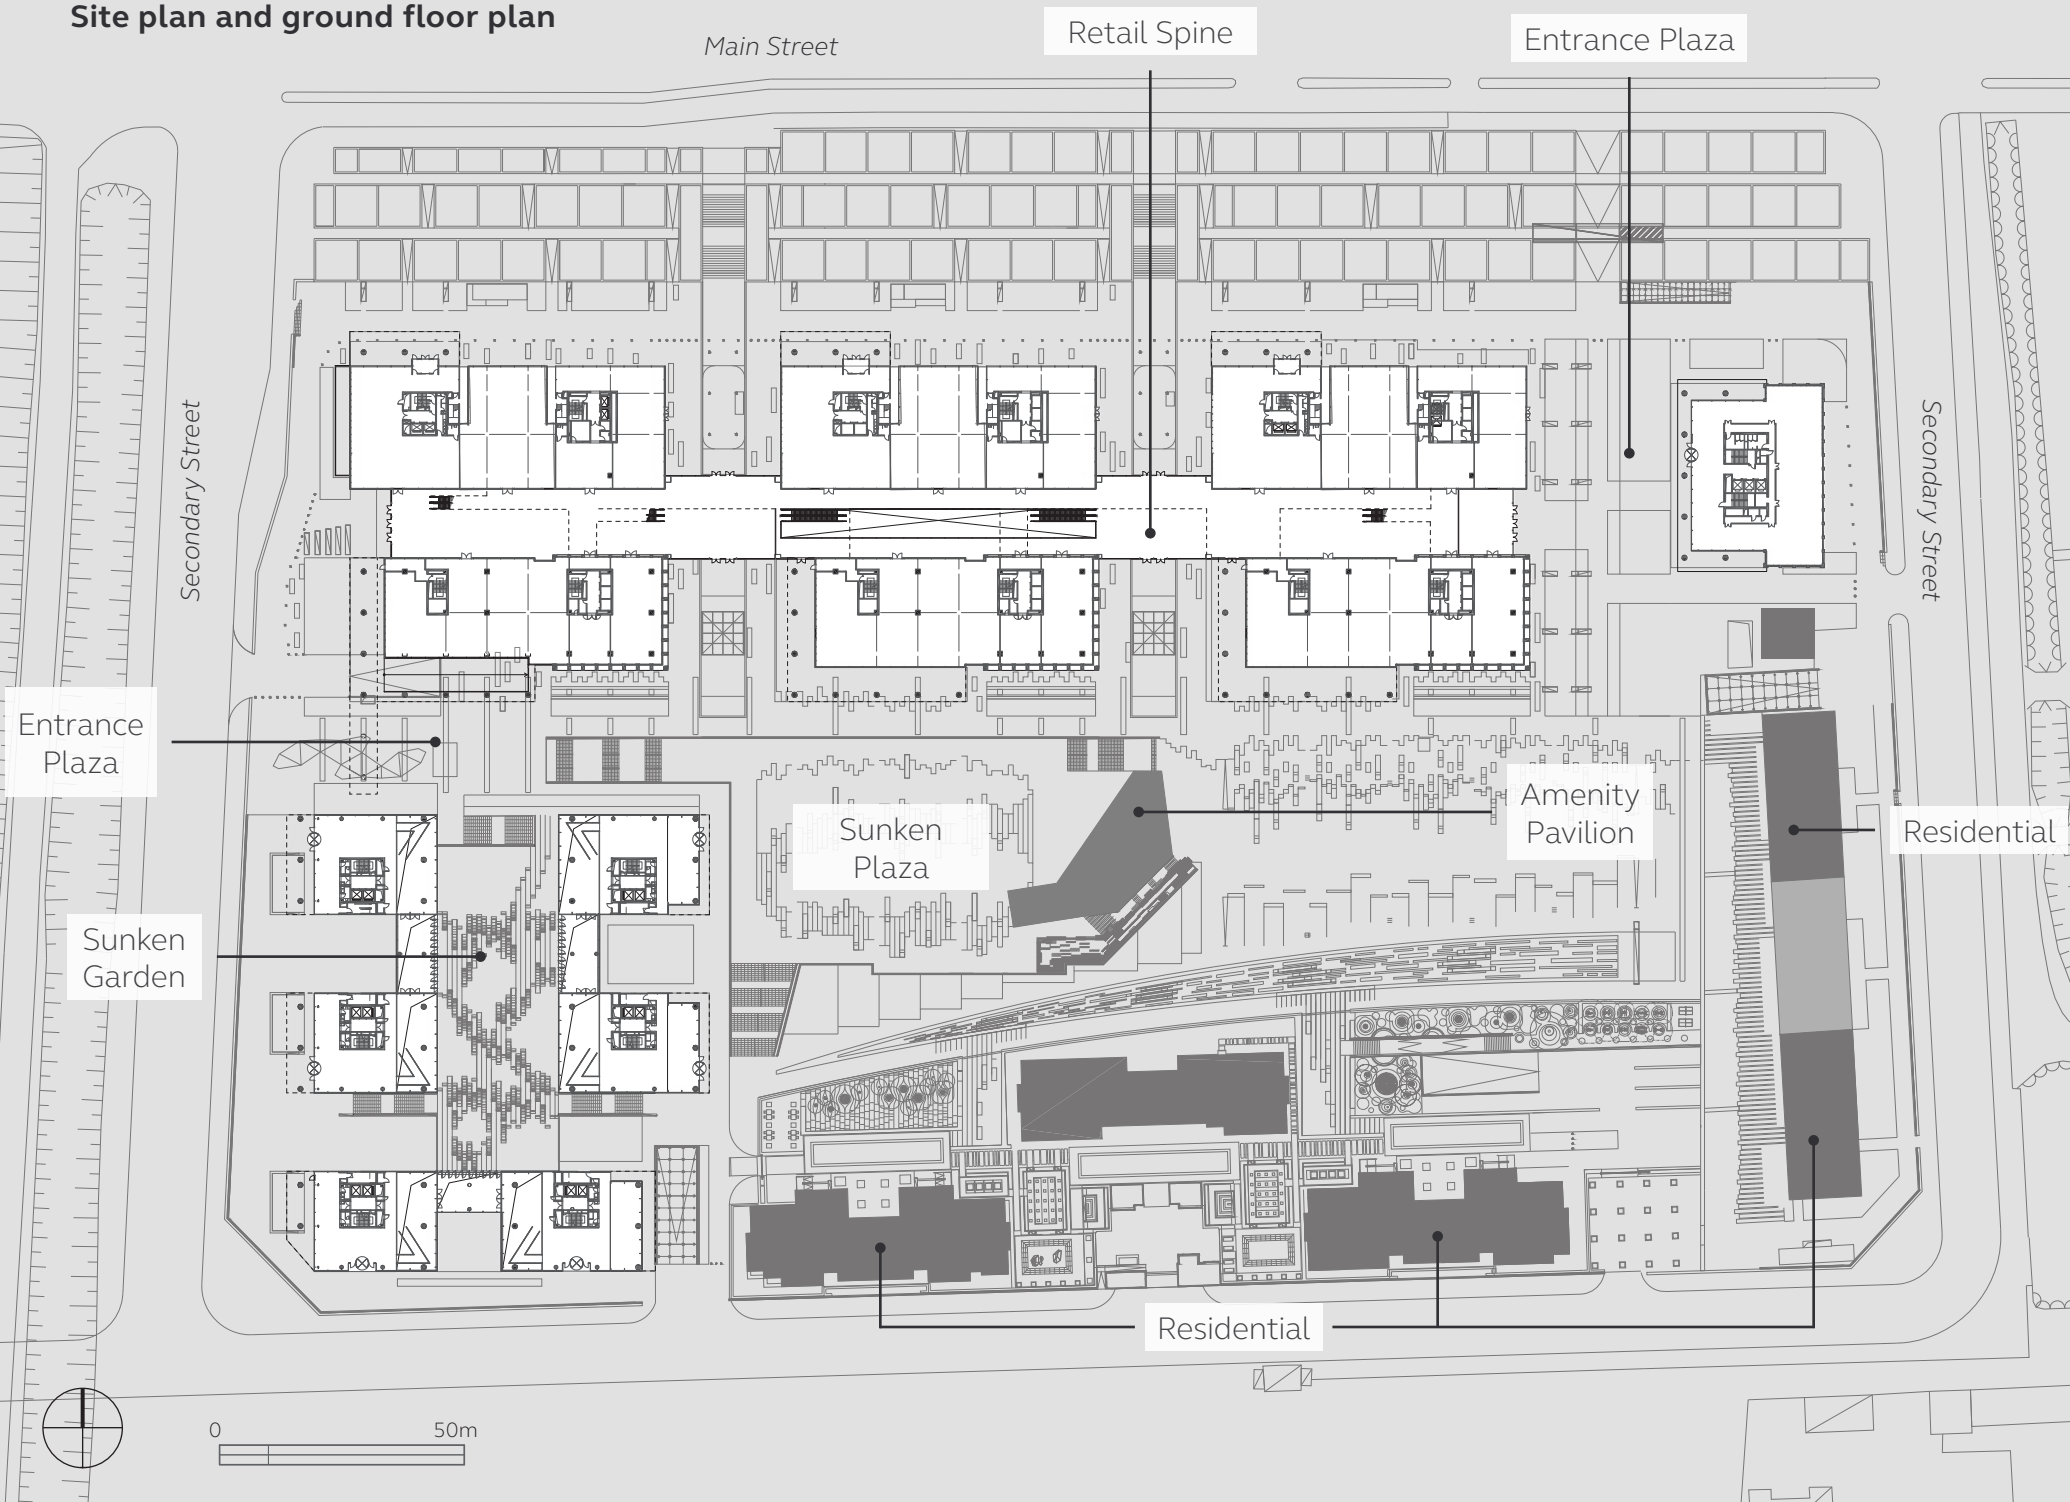 Site plan and ground floor plan
Main Street
Retail Spine
Entrance Plaza
Secondary Street
Secondary Street
Entrance
Plaza
Sunken
Plaza
Amenity
Pavilion
Residential
Sunken
Garden
Residential
0
50m